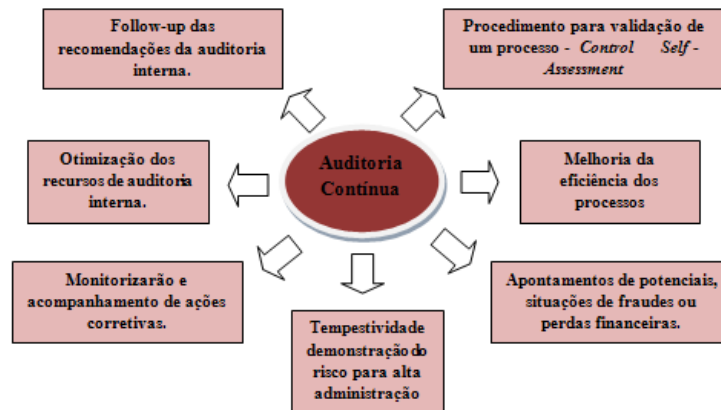 Follow-up das
recomendações da auditoria
interna.
Procedimento para validação de
um processo - Control Self -
Assessment
Otimização dos
recursos de auditoria
interna.
Auditoria
Contínua
Melhoria da
eficiência dos
processos
Monitorizarão e
acompanhamento de ações
corretivas.
Tempestividade
demonstração do
risco para alta
administração
Apontamentos de potenciais,
situações de fraudes ou
perdas financeiras.